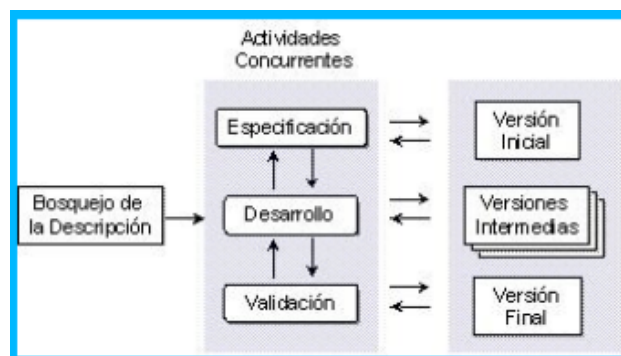 Actividades
Concurrentes
Especificación
Versión
Inicial
Bosquejo de
la Descripción
Desarrollo
Versiones
Intermedias
Validación
Versión
Final